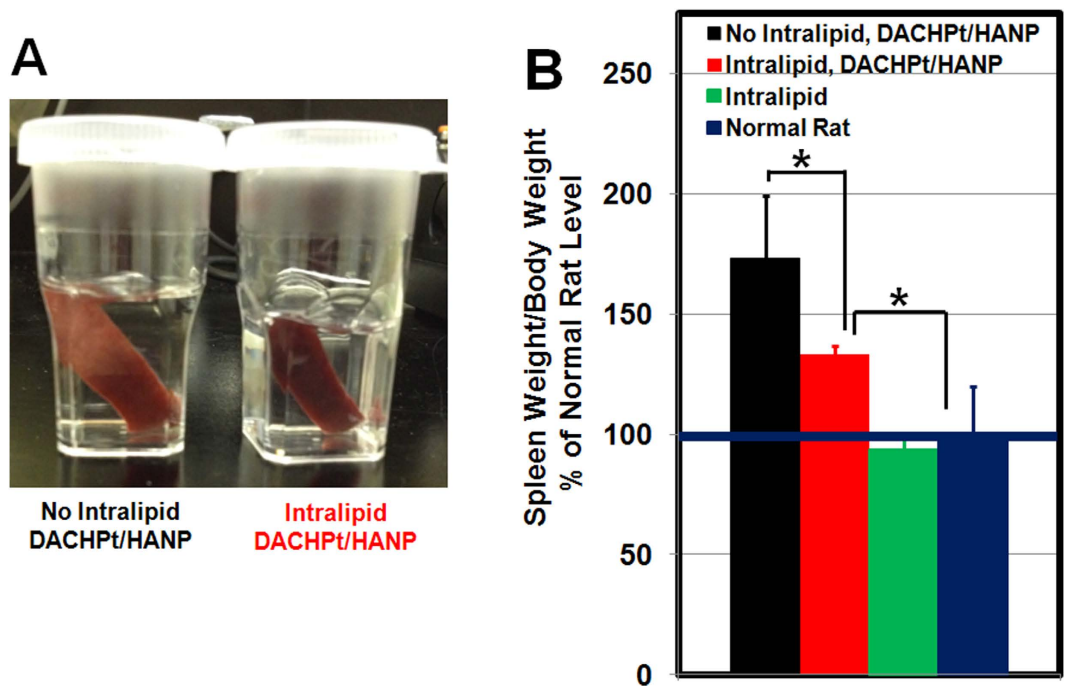 A
No Intralipid
DACHPt/HANP
Intralipid
DACHPt/HANP
B
Spleen Weight/Body Weight
% of Normal Rat Level
250
200
150
100
50
0
No Intralipid, DACHPt/HANP
Intralipid, DACHPt/HANP
Intralipid
Normal Rat
*
*